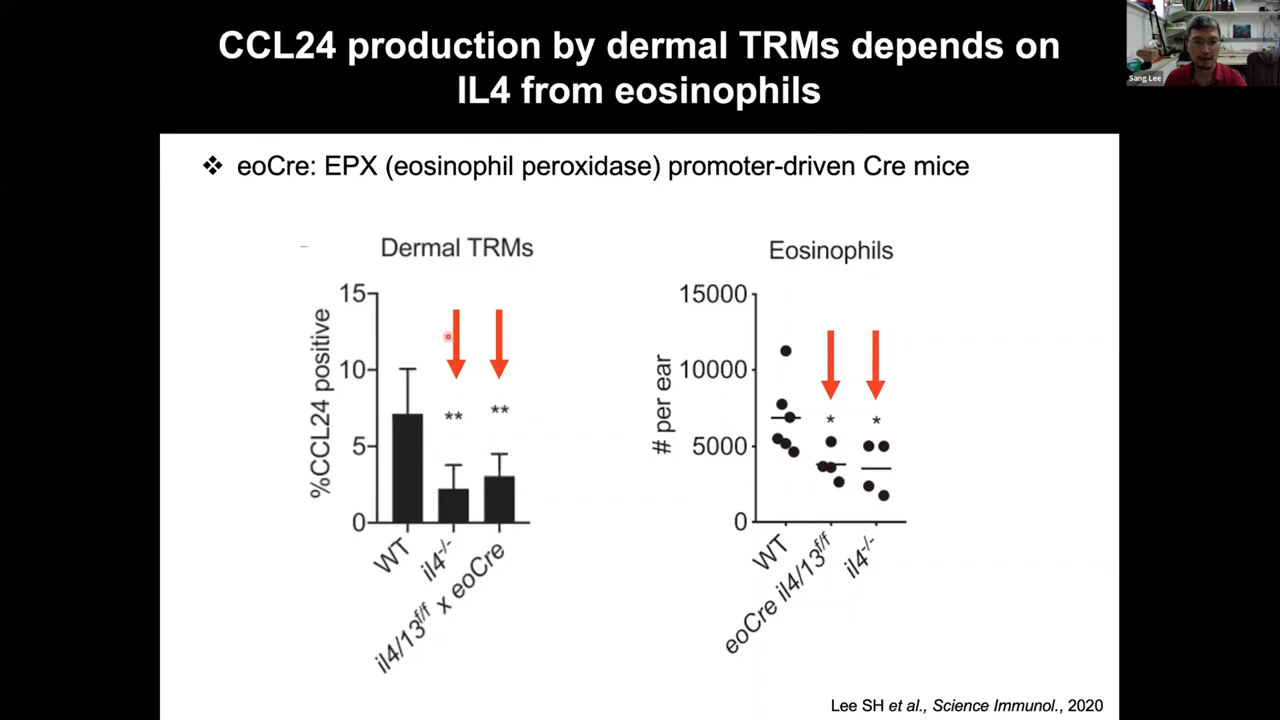 CCL24 production by dermal TRMs depends on
IL4 from eosinophils
Sang Lee
❖ eoCre: EPX (eosinophil peroxidase) promoter-driven Cre mice
Dermal TRMs
%CCL24 positive
15
10
5
0
** **
WT
il4-/-
il4/13f/f x eoCre
Eosinophils
# per ear
15000
10000
5000
0
* *
WT
eoCre il4/13f/f
il4-/-
Lee SH et al., Science Immunol., 2020